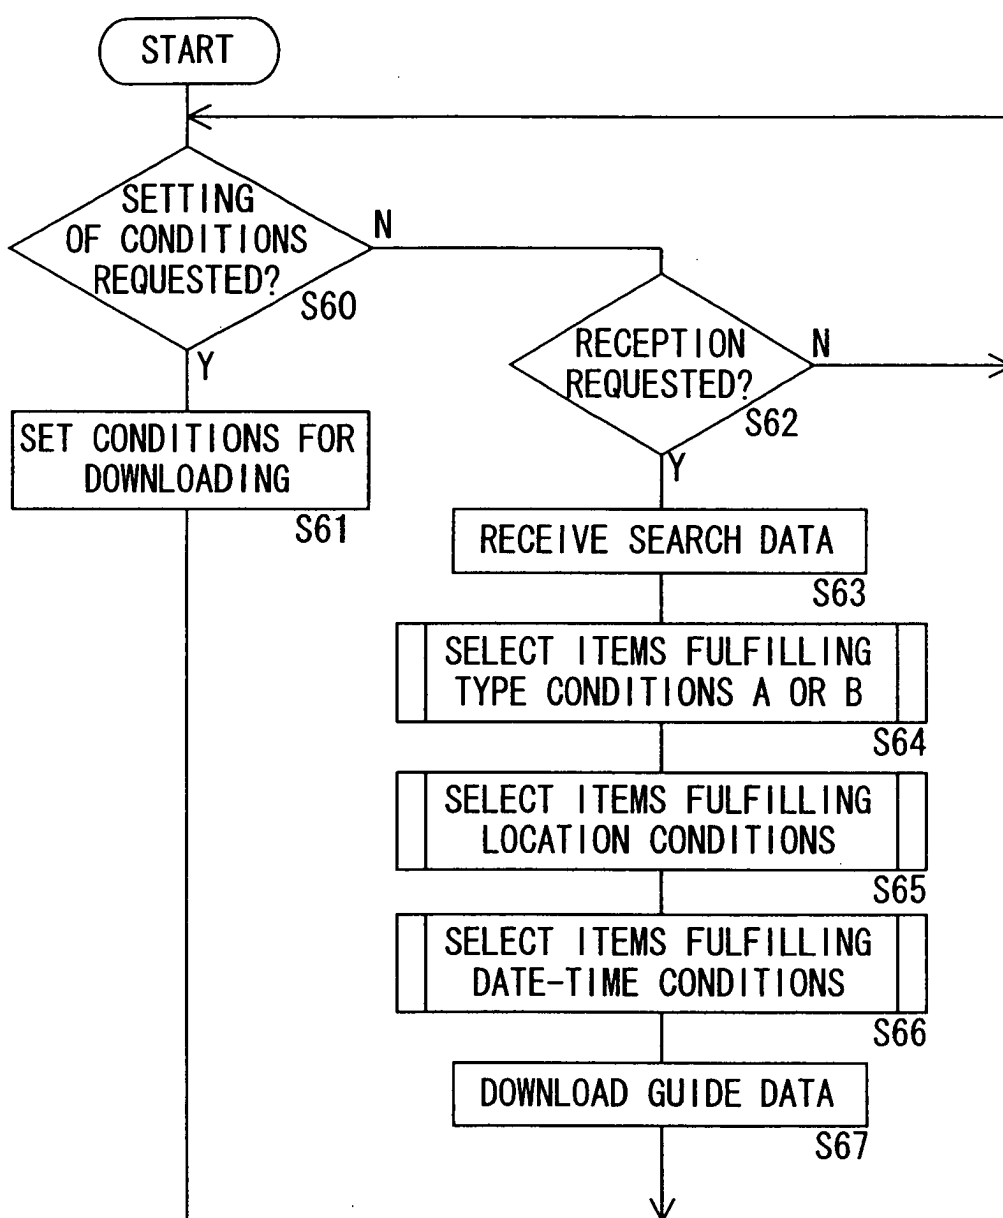 START
SETTING
OF CONDITIONS
REQUESTED?
N
S60
Y
RECEPTION
REQUESTED?
N
S62
Y
SET CONDITIONS FOR
DOWNLOADING
S61
RECEIVE SEARCH DATA
S63
SELECT ITEMS FULFILLING
TYPE CONDITIONS A OR B
S64
SELECT ITEMS FULFILLING
LOCATION CONDITIONS
S65
SELECT ITEMS FULFILLING
DATE-TIME CONDITIONS
S66
DOWNLOAD GUIDE DATA
S67